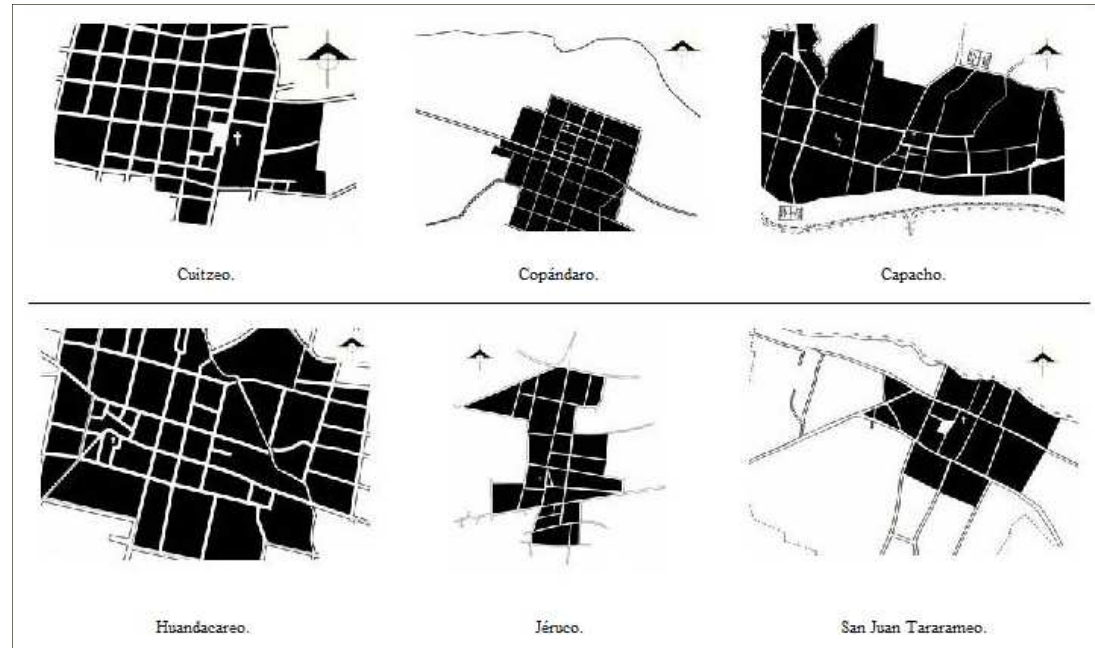 Cuitzeo.
Copándaro.
Capacho.
Huandacareo.
Jéruco.
San Juan Tararameo.